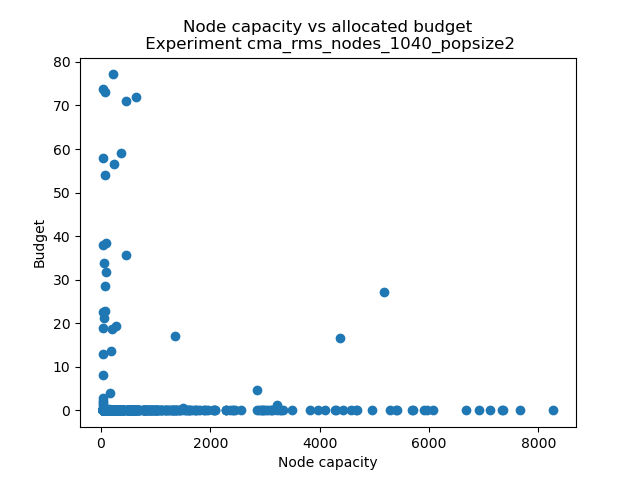 Node capacity vs allocated budget
Experiment cma_rms_nodes_1040_popsize2
80
70
60
50
40
30
20
10
0
Budget
0 2000 4000 6000 8000
Node capacity